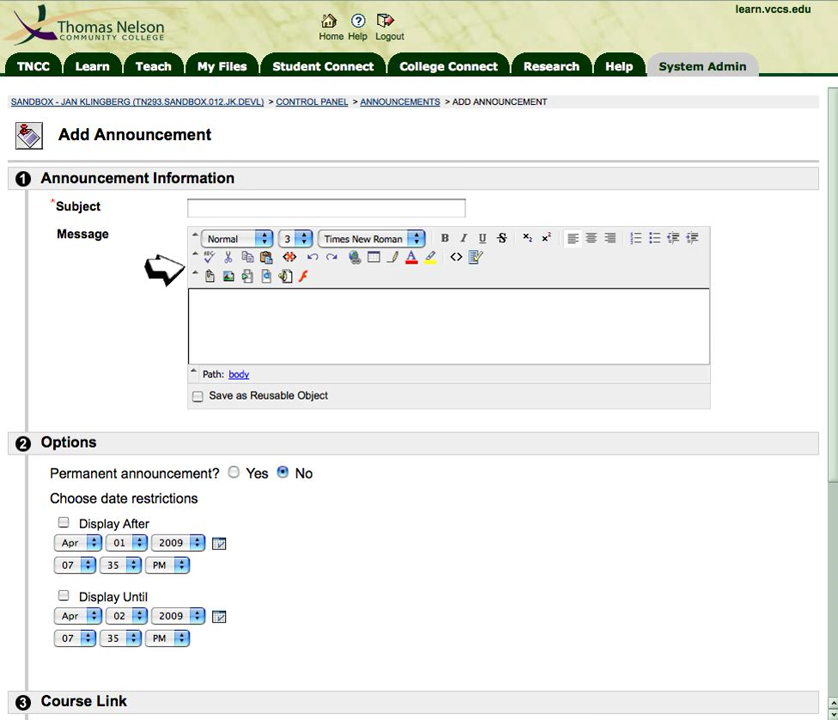 learn.vccs.edu
Thomas Nelson
COMMUNITY COLLEGE
Home Help Logout
TNCC Learn Teach My Files Student Connect College Connect Research Help System Admin
SANDBOX - JAN KLINGBERG (TN293.SANDBOX.012.JK.DEVL) > CONTROL PANEL > ANNOUNCEMENTS > ADD ANNOUNCEMENT
Add Announcement
1 Announcement Information
*Subject
Message
Normal 3 Times New Roman B I U S x₂ x²
ABC
Path: body
Save as Reusable Object
2 Options
Permanent announcement? Yes No
Choose date restrictions
Display After
Apr 01 2009
07 35 PM
Display Until
Apr 02 2009
07 35 PM
3 Course Link